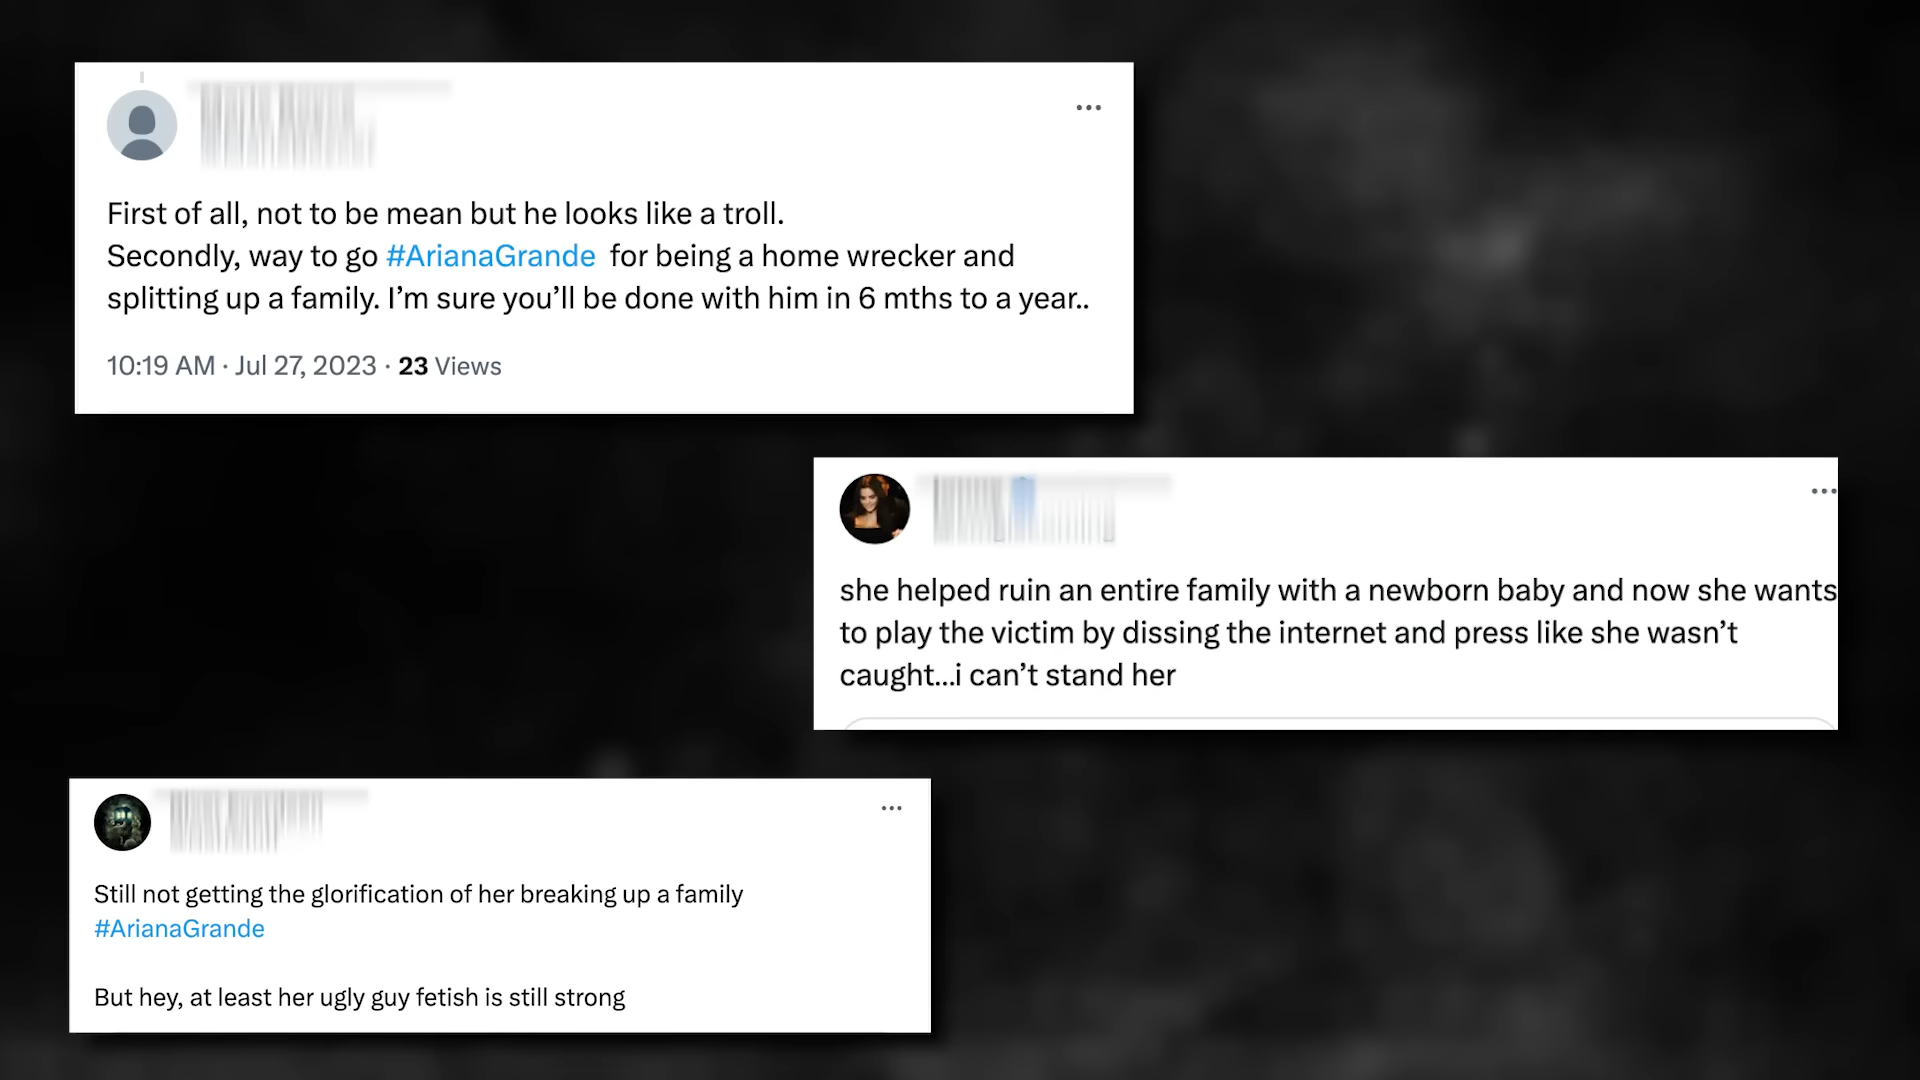 First of all, not to be mean but he looks like a troll.
Secondly, way to go #ArianaGrande for being a home wrecker and
splitting up a family. I’m sure you’ll be done with him in 6 mths to a year..
10:19 AM · Jul 27, 2023 · 23 Views
she helped ruin an entire family with a newborn baby and now she wants
to play the victim by dissing the internet and press like she wasn’t
caught...i can’t stand her
Still not getting the glorification of her breaking up a family
#ArianaGrande
But hey, at least her ugly guy fetish is still strong